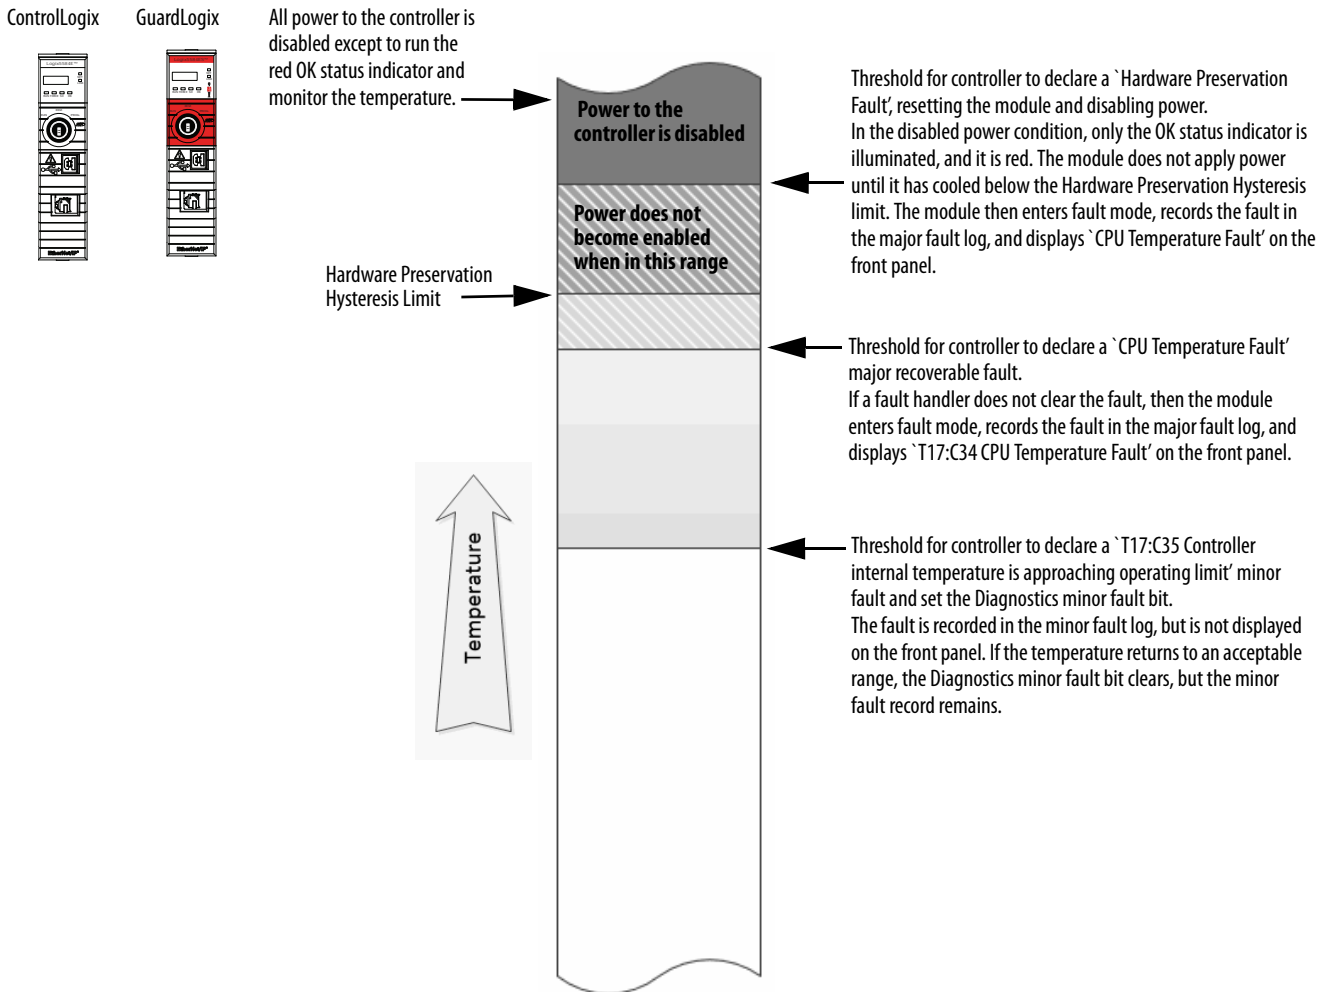 ControlLogix
GuardLogix
All power to the controller is
disabled except to run the
red OK status indicator and
monitor the temperature.
Power to the
controller is disabled
Threshold for controller to declare a `Hardware Preservation
Fault’, resetting the module and disabling power.
In the disabled power condition, only the OK status indicator is
illuminated, and it is red. The module does not apply power
until it has cooled below the Hardware Preservation Hysteresis
limit. The module then enters fault mode, records the fault in
the major fault log, and displays `CPU Temperature Fault’ on the
front panel.
Power does not
become enabled
when in this range
Hardware Preservation
Hysteresis Limit
Threshold for controller to declare a `CPU Temperature Fault’
major recoverable fault.
If a fault handler does not clear the fault, then the module
enters fault mode, records the fault in the major fault log, and
displays `T17:C34 CPU Temperature Fault’ on the front panel.
Temperature
Threshold for controller to declare a `T17:C35 Controller
internal temperature is approaching operating limit’ minor
fault and set the Diagnostics minor fault bit.
The fault is recorded in the minor fault log, but is not displayed
on the front panel. If the temperature returns to an acceptable
range, the Diagnostics minor fault bit clears, but the minor
fault record remains.